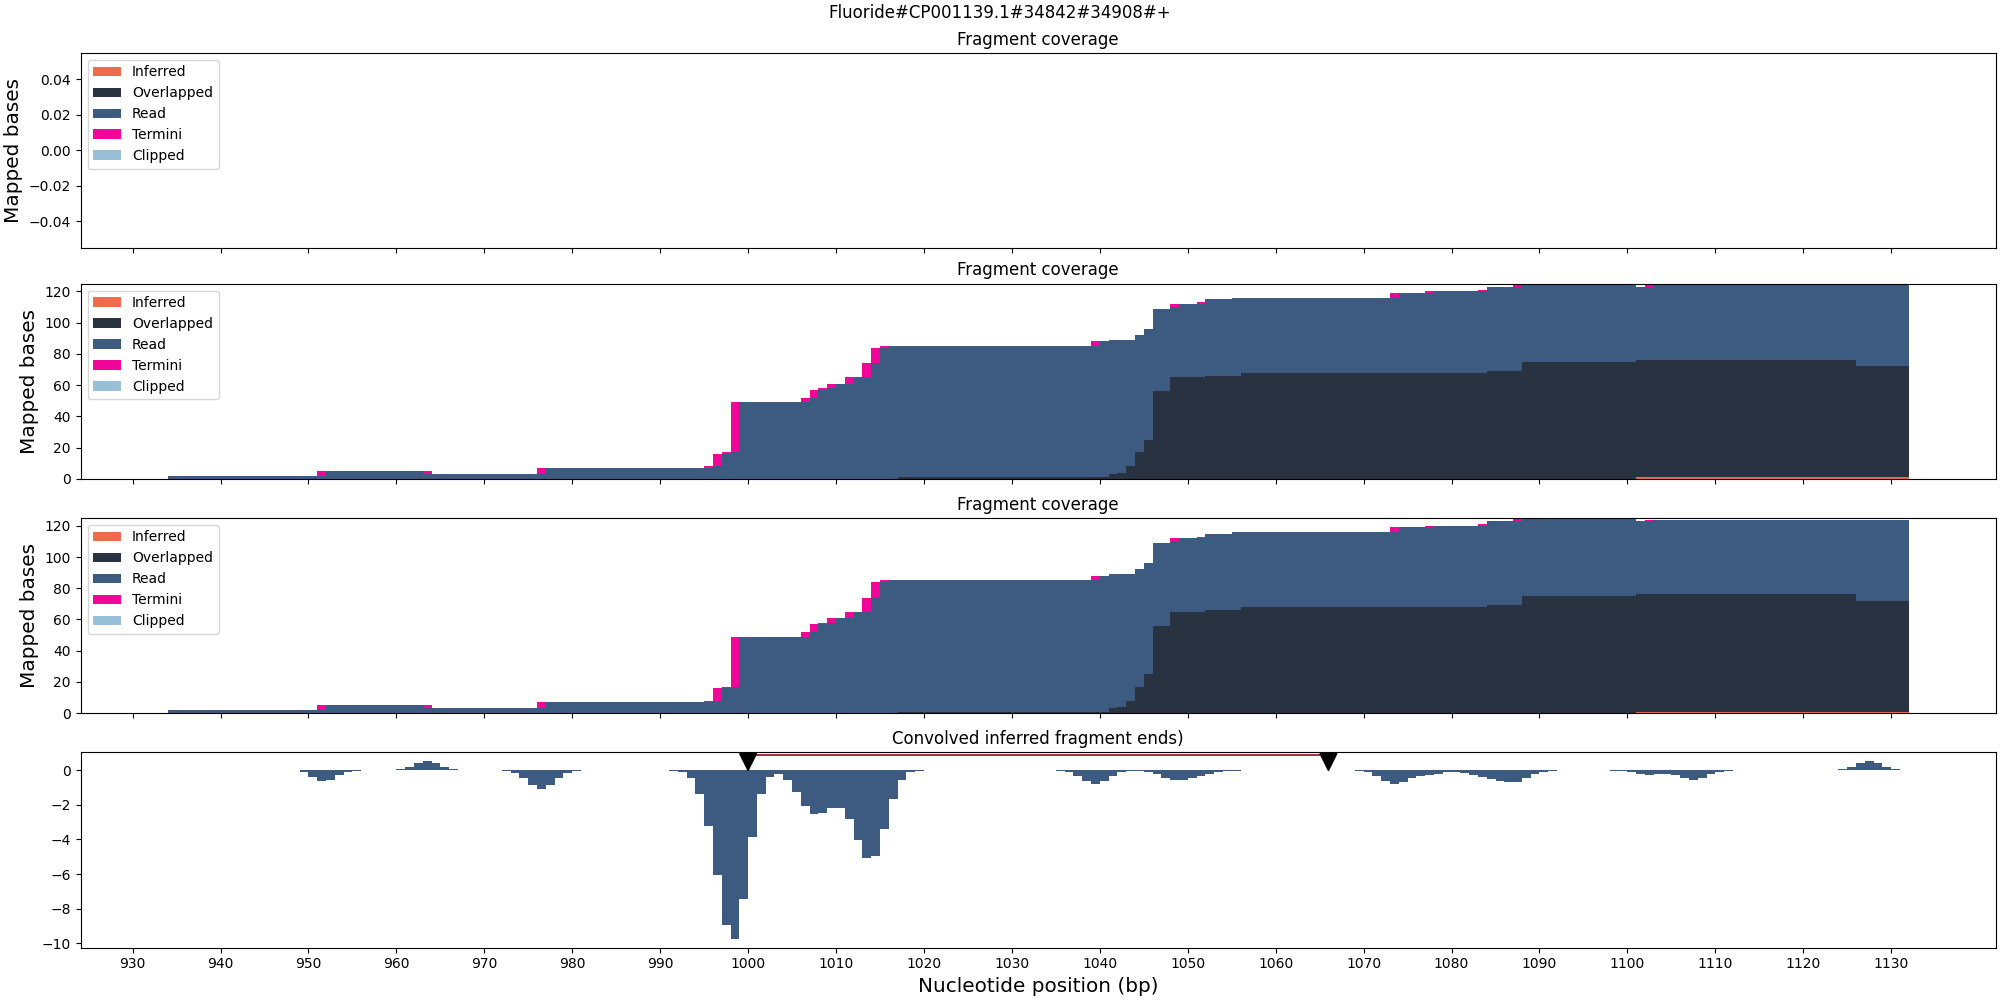 Fluoride#CP001139.1#34842#34908#+
Fragment coverage
Mapped bases
0.04
0.02
0.00
−0.02
−0.04
Inferred
Overlapped
Read
Termini
Clipped
Fragment coverage
Mapped bases
120
100
80
60
40
20
0
Inferred
Overlapped
Read
Termini
Clipped
Fragment coverage
Mapped bases
120
100
80
60
40
20
0
Inferred
Overlapped
Read
Termini
Clipped
Convolved inferred fragment ends)
0
−2
−4
−6
−8
−10
930 940 950 960 970 980 990 1000 1010 1020 1030 1040 1050 1060 1070 1080 1090 1100 1110 1120 1130
Nucleotide position (bp)